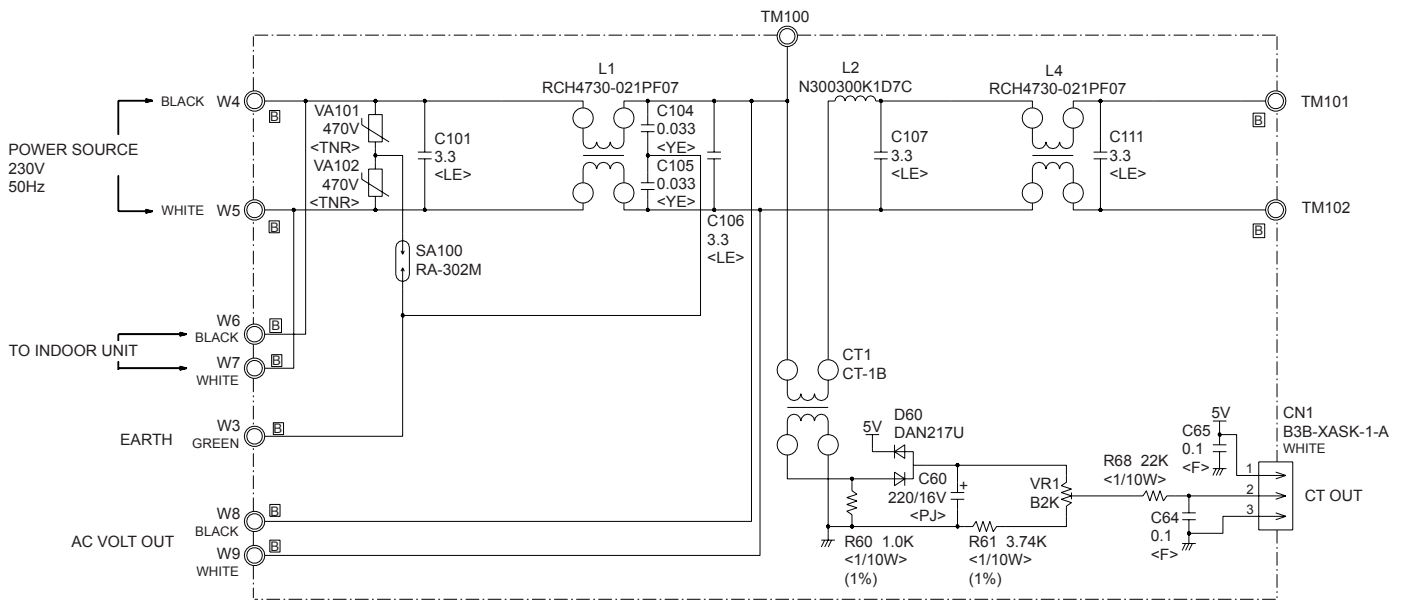 TM100
L1
RCH4730-021PF07
L2
N300300K1D7C
L4
RCH4730-021PF07
BLACK W4
B
VA101
470V
<TNR>
VA102
470V
<TNR>
C101
3.3
<LE>
C104
0.033
<YE>
C105
0.033
<YE>
C106
3.3
<LE>
C107
3.3
<LE>
C111
3.3
<LE>
TM101
B
POWER SOURCE
230V
50Hz
WHITE W5
B
TM102
B
SA100
RA-302M
W6
BLACK
B
TO INDOOR UNIT
W7
WHITE
B
CT1
CT-1B
EARTH
W3
GREEN
B
D60
DAN217U
5V
C60
220/16V
<PJ>
+
VR1
B2K
R68 22K
<1/10W>
5V
C65
0.1
<F>
CN1
B3B-XASK-1-A
WHITE
1
2
3
CT OUT
C64
0.1
<F>
AC VOLT OUT
W8
BLACK
B
W9
WHITE
B
R60 1.0K
<1/10W>
(1%)
R61 3.74K
<1/10W>
(1%)